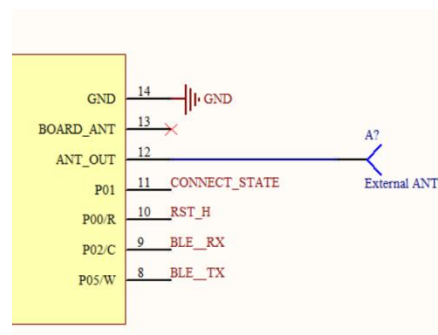 GND 14 GND
BOARD_ANT 13
A?
ANT_OUT 12
External ANT
P01 11 CONNECT_STATE
P00/R 10 RST_H
P02/C 9 BLE__RX
P05/W 8 BLE__TX